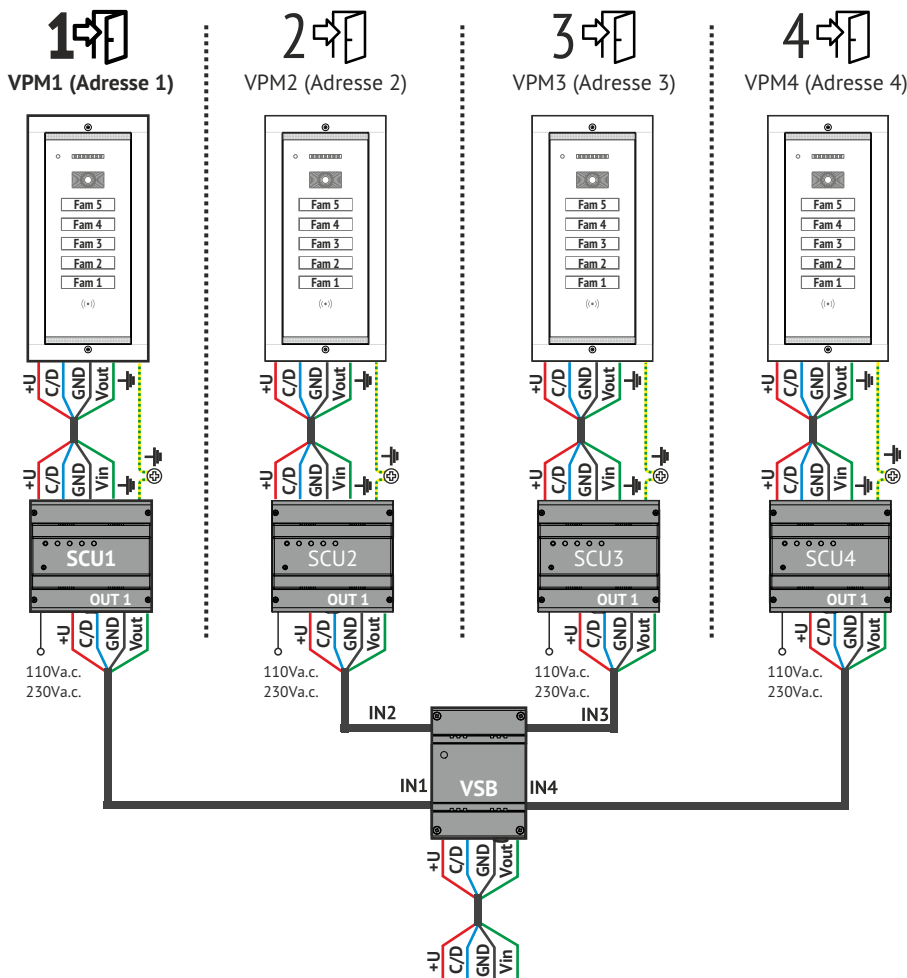 1 2 3 4
VPM1 (Adresse 1) VPM2 (Adresse 2) VPM3 (Adresse 3) VPM4 (Adresse 4)
Fam 5 Fam 5 Fam 5 Fam 5
Fam 4 Fam 4 Fam 4 Fam 4
Fam 3 Fam 3 Fam 3 Fam 3
Fam 2 Fam 2 Fam 2 Fam 2
Fam 1 Fam 1 Fam 1 Fam 1
+U C/D GND Vout +U C/D GND Vout +U C/D GND Vout +U C/D GND Vout
+U C/D GND Vin +U C/D GND Vin +U C/D GND Vin +U C/D GND Vin
SCU1 SCU2 SCU3 SCU4
OUT 1 OUT 1 OUT 1 OUT 1
+U C/D GND Vout +U C/D GND Vout +U C/D GND Vout +U C/D GND Vout
110Va.c. 110Va.c. 110Va.c. 110Va.c.
230Va.c. 230Va.c. 230Va.c. 230Va.c.
IN2 IN3
IN1 VSB IN4
+U C/D GND Vout
+U C/D GND Vin